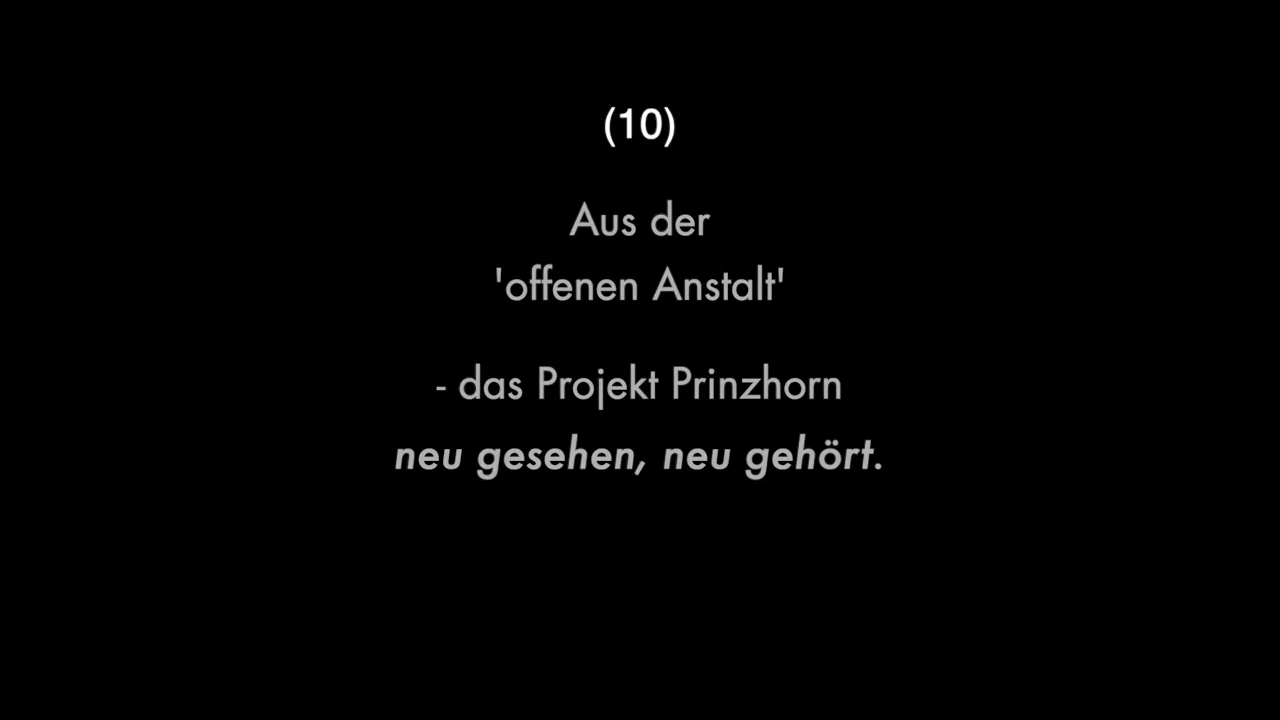 (10)
Aus der
'offenen Anstalt'
- das Projekt Prinzhorn
neu gesehen, neu gehört.